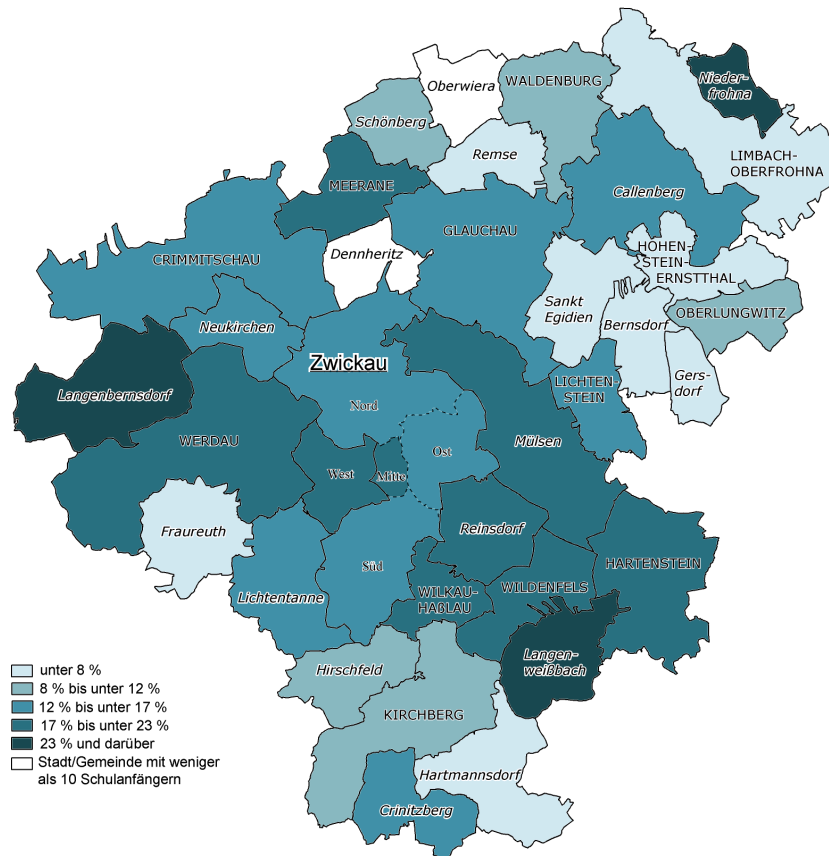 Oberwiera
WALDENBURG
Nieder-
frohna
Schönberg
Remse
LIMBACH-
OBERFROHNA
MEERANE
Callenberg
GLAUCHAU
Dennheritz
CRIMMITSCHAU
HOHEN-
STEIN-
ERNSTTHAL
Sankt
Egidien
Bernsdorf
OBERLUNGWITZ
Neukirchen
Zwickau
Gers-
dorf
LICHTEN-
STEIN
Langenbernsdorf
Nord
WERDAU
Mülsen
Ost
West
Mitte
Fraureuth
Reinsdorf
Süd
HARTENSTEIN
WILDENFELS
WILKAU-
HAßLAU
Lichtentanne
Langen-
weißbach
Hirschfeld
KIRCHBERG
Hartmannsdorf
Crinitzberg
unter 8 %
8 % bis unter 12 %
12 % bis unter 17 %
17 % bis unter 23 %
23 % und darüber
Stadt/Gemeinde mit weniger
als 10 Schulanfängern